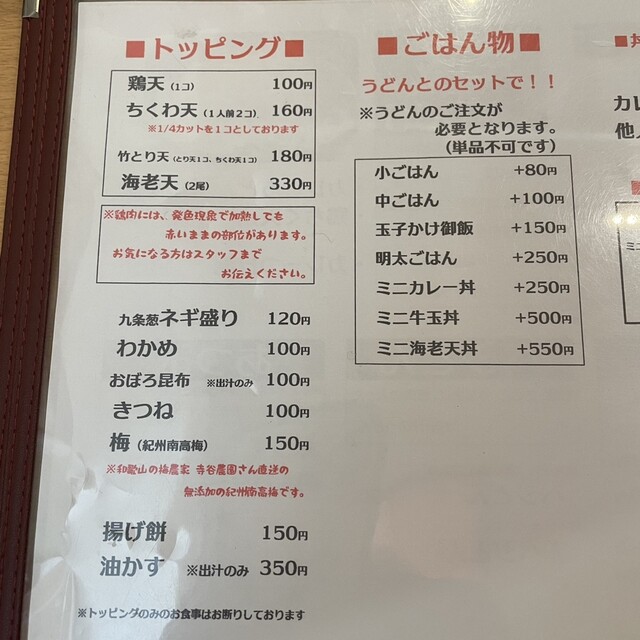 ■トッピング■
鶏天（1コ） 100円
ちくわ天（1人前2コ） 160円
※1/4カットを1コとしております
竹とり天（とり天1コ、ちくわ天1コ） 180円
海老天（2尾） 330円
※鶏肉には、発色現象で加熱しても
赤いままの部位があります。
お気になる方はスタッフまで
お伝えください。
九条葱ネギ盛り 120円
わかめ 100円
おぼろ昆布 ※出汁のみ 100円
きつね 100円
梅（紀州南高梅） 150円
※和歌山の梅農家 寺谷農園さん直送の
無添加の紀州南高梅です。
揚げ餅 150円
油かす ※出汁のみ 350円
※トッピングのみのお食事はお断りしております
■ごはん物■
うどんとのセットで！！
※うどんのご注文が
必要となります。
（単品不可です）
小ごはん +80円
中ごはん +100円
玉子かけ御飯 +150円
明太ごはん +250円
ミニカレー丼 +250円
ミニ牛玉丼 +500円
ミニ海老天丼 +550円
■
カレ
他
■
ミニ